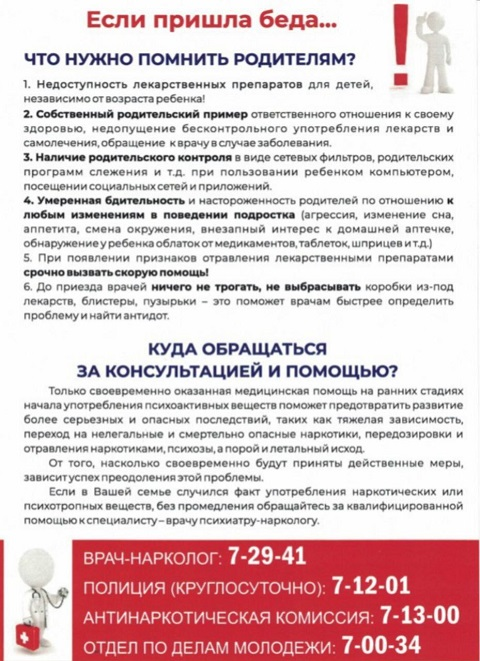 Если пришла беда...
ЧТО НУЖНО ПОМНИТЬ РОДИТЕЛЯМ?
1. Недоступность лекарственных препаратов для детей,
независимо от возраста ребенка!
2. Собственный родительский пример ответственного отношения к своему
здоровью, недопущение бесконтрольного употребления лекарств и
самолечения, обращение к врачу в случае заболевания.
3. Наличие родительского контроля в виде сетевых фильтров, родительских
программ слежения и т.д. при пользовании ребенком компьютером,
посещении социальных сетей и приложений.
4. Умеренная бдительность и настороженность родителей по отношению к
любым изменениям в поведении подростка (агрессия, изменение сна,
аппетита, смена окружения, внезапный интерес к домашней аптечке,
обнаружение у ребенка облаток от медикаментов, таблеток, шприцев и т.д.)
5. При появлении признаков отравления лекарственными препаратами
срочно вызвать скорую помощь!
6. До приезда врачей ничего не трогать, не выбрасывать коробки из-под
лекарств, блистеры, пузырьки – это поможет врачам быстрее определить
проблему и найти антидот.
КУДА ОБРАЩАТЬСЯ
ЗА КОНСУЛЬТАЦИЕЙ И ПОМОЩЬЮ?
Только своевременно оказанная медицинская помощь на ранних стадиях
начала употребления психоактивных веществ поможет предотвратить развитие
более серьезных и опасных последствий, таких как тяжелая зависимость,
переход на нелегальные и смертельно опасные наркотики, передозировки и
отравления наркотиками, психозы, а порой и летальный исход.
От того, насколько своевременно будут приняты действенные меры,
зависит успех преодоления этой проблемы.
Если в Вашей семье случился факт употребления наркотических или
психотропных веществ, без промедления обращайтесь за квалифицированной
помощью к специалисту – врачу психиатру-наркологу.
ВРАЧ-НАРКОЛОГ: 7-29-41
ПОЛИЦИЯ (КРУГЛОСУТОЧНО): 7-12-01
АНТИНАРКОТИЧЕСКАЯ КОМИССИЯ: 7-13-00
ОТДЕЛ ПО ДЕЛАМ МОЛОДЕЖИ: 7-00-34